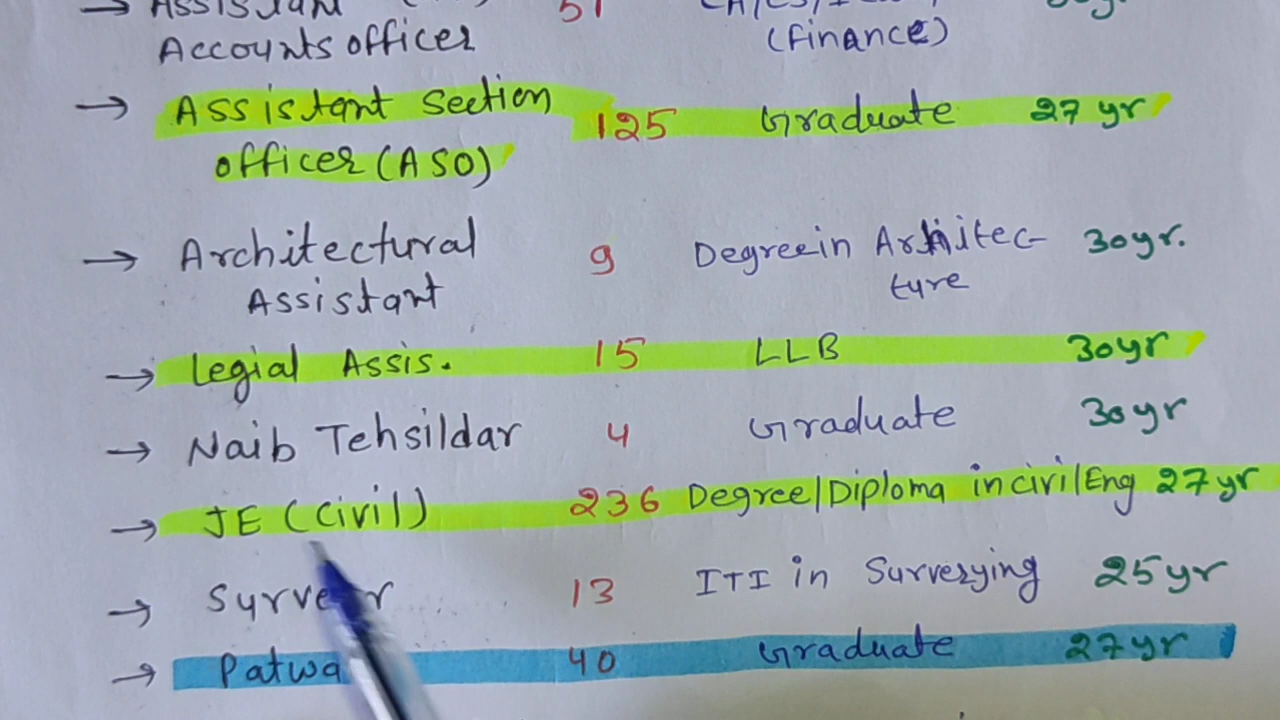 → Assistant 51
Accounts officer (Finance)
→ Assistant Section 125 Graduate 27 yr
officer (ASO)
→ Architectural 9 Degree in Architec- 30yr.
Assistant ture
→ Legial Assis. 15 LLB 30yr
→ Naib Tehsildar 4 Graduate 30yr
→ JE (Civil) 236 Degree/Diploma in civil Eng 27yr
→ 13 ITI in Surveying 25yr
→ Patwa 40 Graduate 27yr